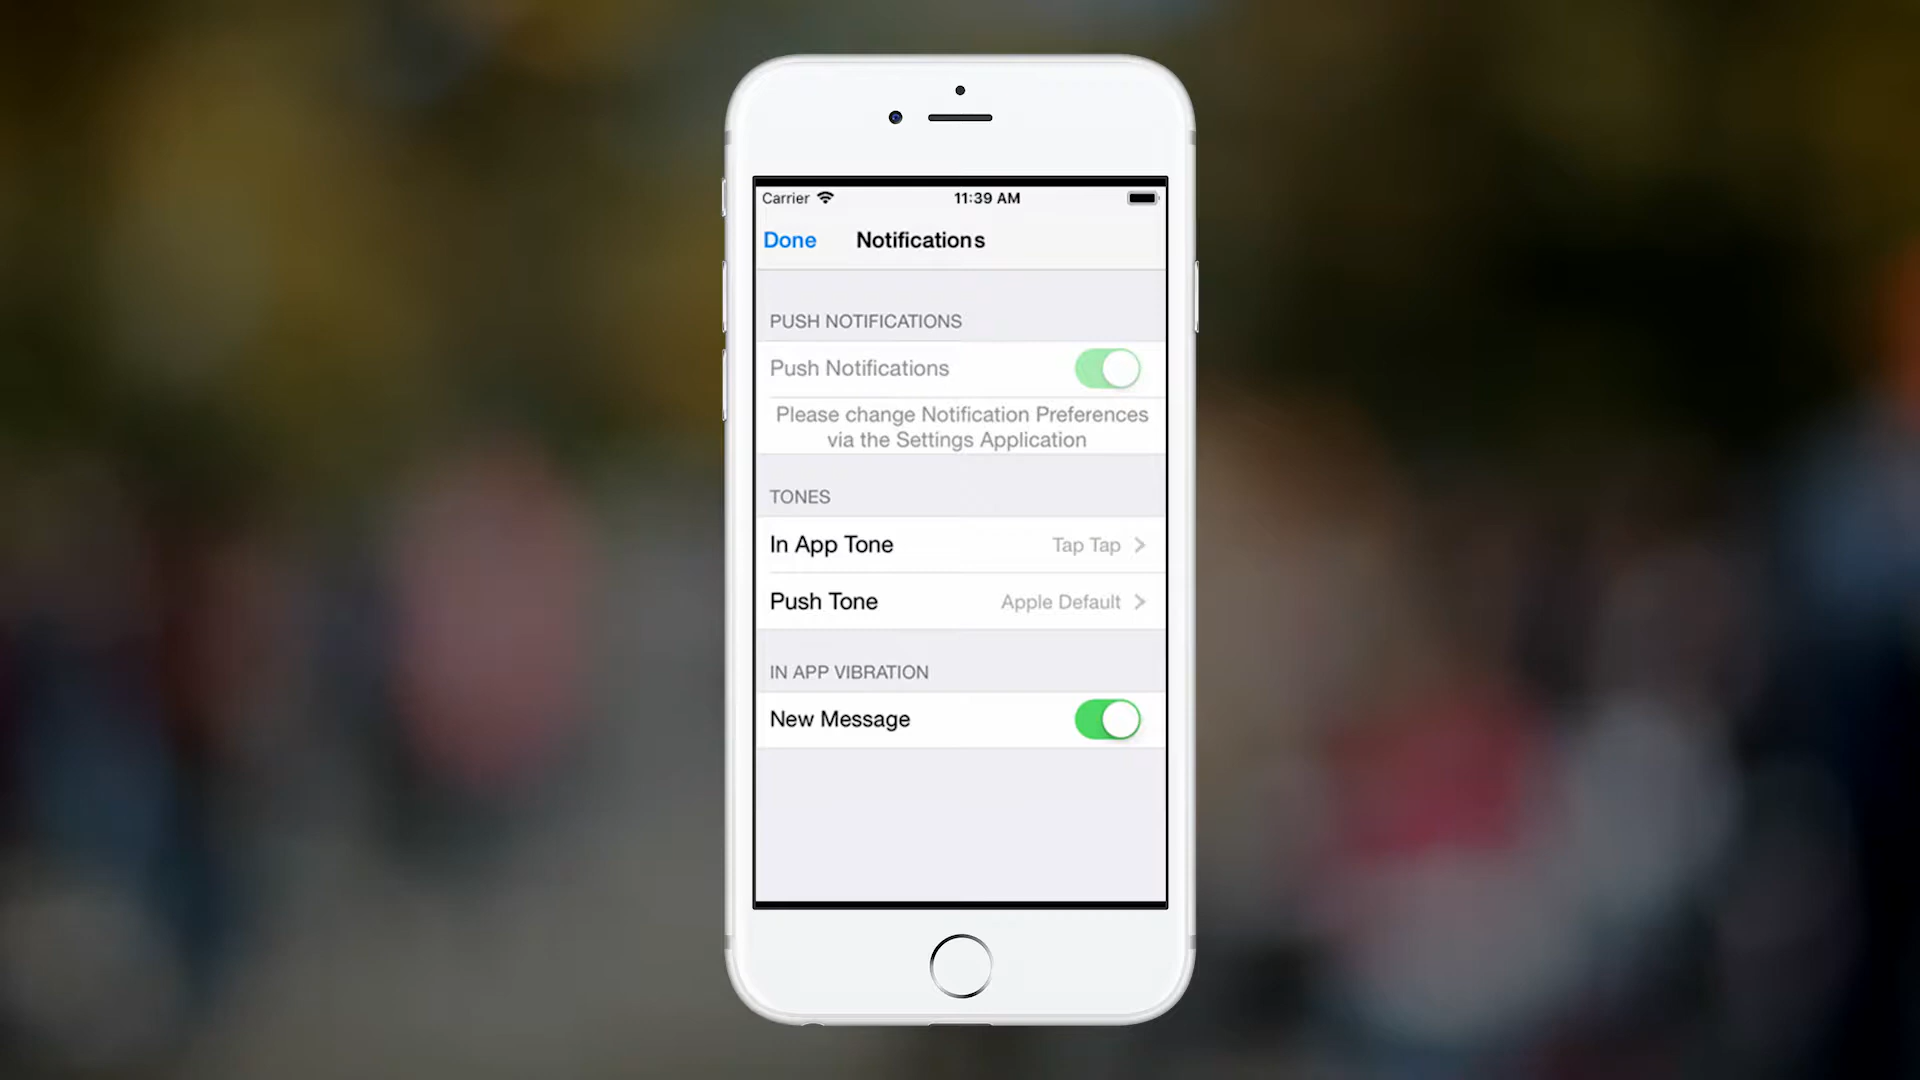 Carrier
11:39 AM
Done
Notifications
PUSH NOTIFICATIONS
Push Notifications
Please change Notification Preferences
via the Settings Application
TONES
In App Tone
Tap Tap
Push Tone
Apple Default
IN APP VIBRATION
New Message